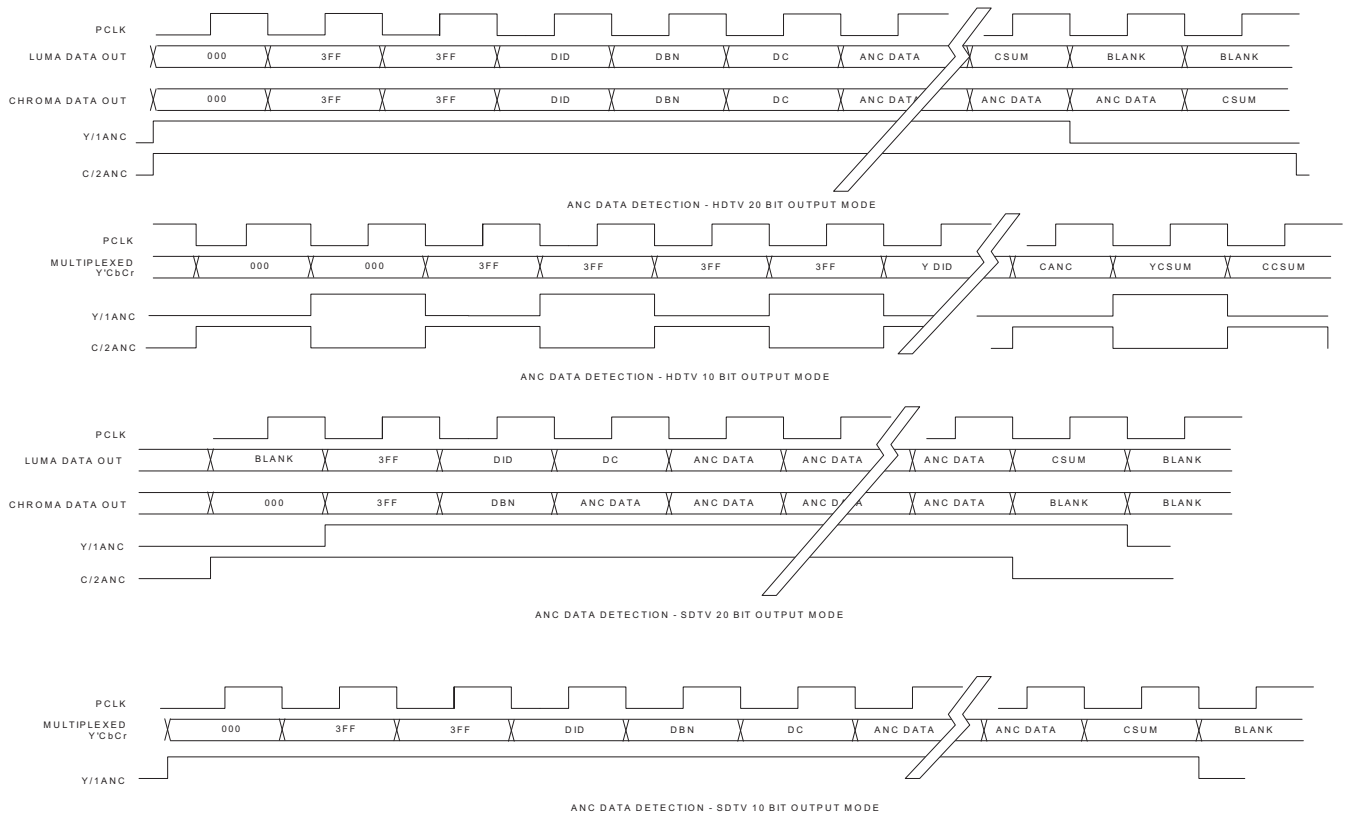 PCLK
LUMA DATA OUT 000 3FF 3FF DID DBN DC ANC DATA CSUM BLANK BLANK
CHROMA DATA OUT 000 3FF 3FF DID DBN DC ANC DATA ANC DATA ANC DATA CSUM
Y/1ANC
C/2ANC
ANC DATA DETECTION - HDTV 20 BIT OUTPUT MODE
PCLK
MULTIPLEXED
Y'CbCr 000 000 3FF 3FF 3FF 3FF Y DID CANC YCSUM CCSUM
Y/1ANC
C/2ANC
ANC DATA DETECTION - HDTV 10 BIT OUTPUT MODE
PCLK
LUMA DATA OUT BLANK 3FF DID DC ANC DATA ANC DATA ANC DATA CSUM BLANK
CHROMA DATA OUT 000 3FF DBN ANC DATA ANC DATA ANC DATA ANC DATA BLANK BLANK
Y/1ANC
C/2ANC
ANC DATA DETECTION - SDTV 20 BIT OUTPUT MODE
PCLK
MULTIPLEXED
Y'CbCr 000 3FF 3FF DID DBN DC ANC DATA ANC DATA CSUM BLANK
Y/1ANC
ANC DATA DETECTION - SDTV 10 BIT OUTPUT MODE